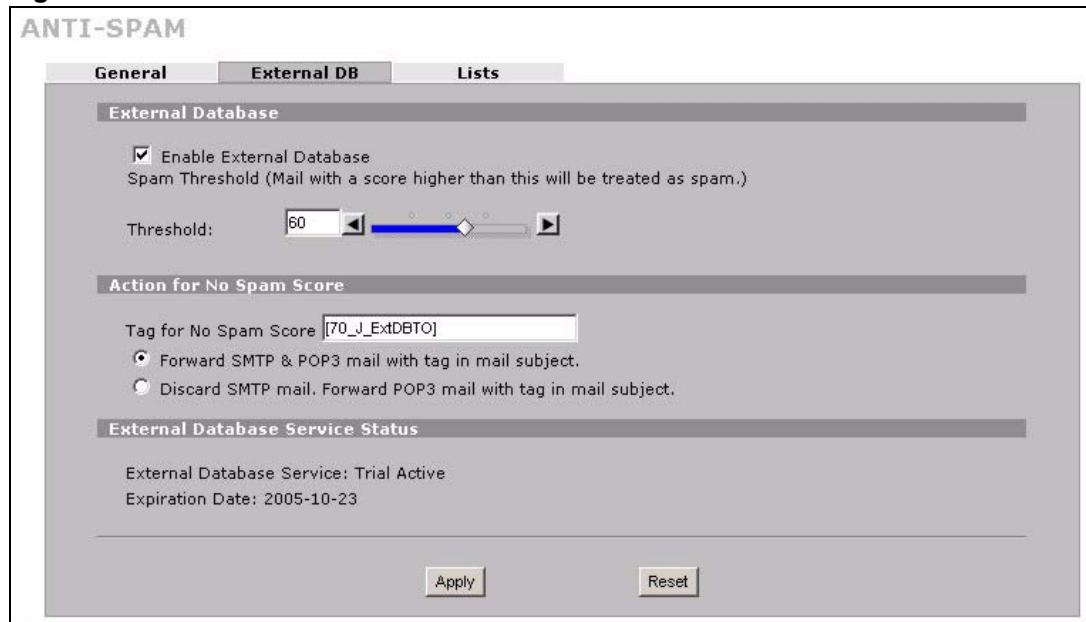 ANTI-SPAM
General External DB Lists
External Database
Enable External Database
Spam Threshold (Mail with a score higher than this will be treated as spam.)
Threshold: 60
Action for No Spam Score
Tag for No Spam Score [70_J_ExtDBTO]
Forward SMTP & POP3 mail with tag in mail subject.
Discard SMTP mail. Forward POP3 mail with tag in mail subject.
External Database Service Status
External Database Service: Trial Active
Expiration Date: 2005-10-23
Apply Reset